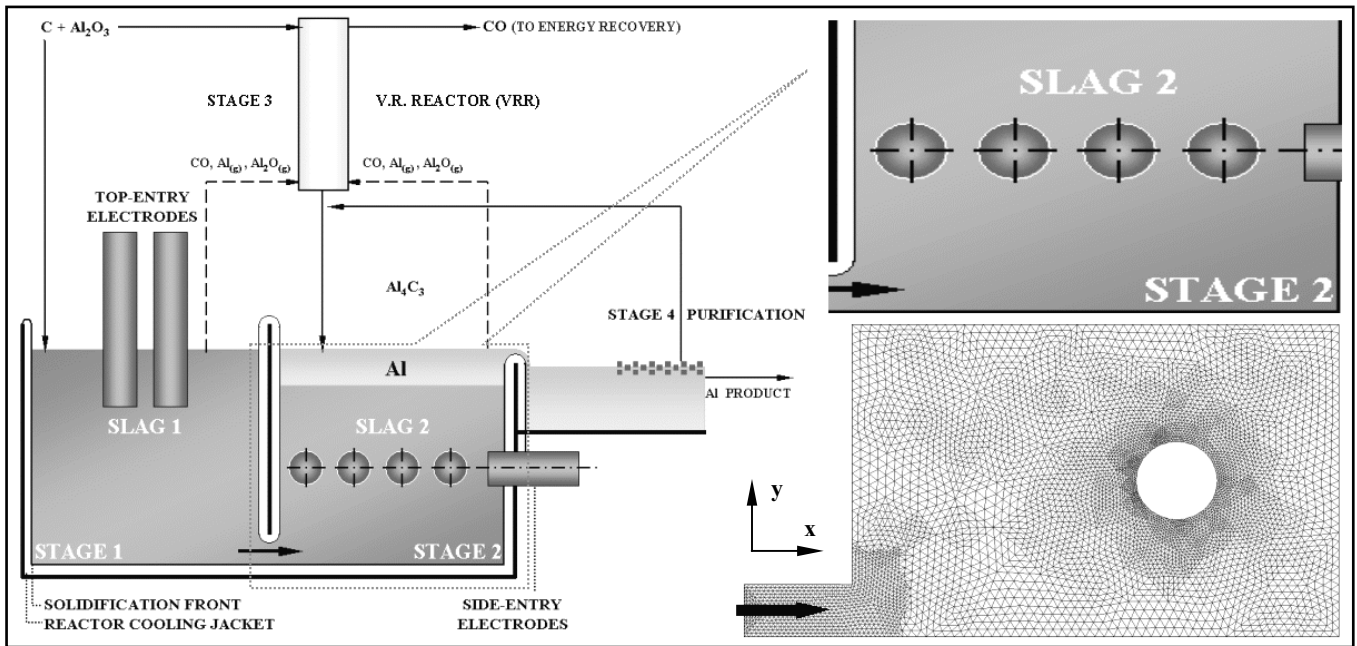 C + Al₂O₃
CO (TO ENERGY RECOVERY)
STAGE 3
V.R. REACTOR (VRR)
CO, Al(g), Al₂O(g)
CO, Al(g), Al₂O(g)
TOP-ENTRY
ELECTRODES
Al₄C₃
STAGE 4 PURIFICATION
Al
Al PRODUCT
SLAG 1
SLAG 2
STAGE 1
STAGE 2
SOLIDIFICATION FRONT
REACTOR COOLING JACKET
SIDE-ENTRY
ELECTRODES
SLAG 2
STAGE 2
y
x